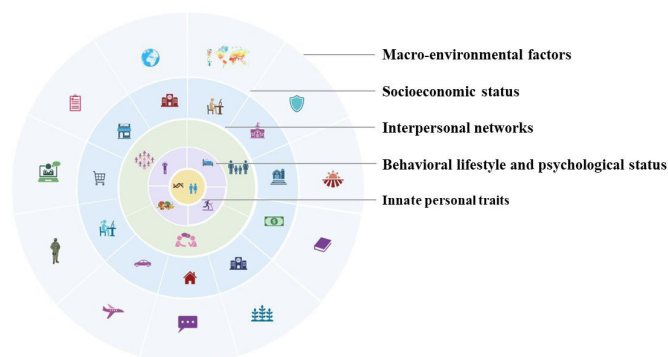 Macro-environmental factors
Socioeconomic status
Interpersonal networks
Behavioral lifestyle and psychological status
Innate personal traits